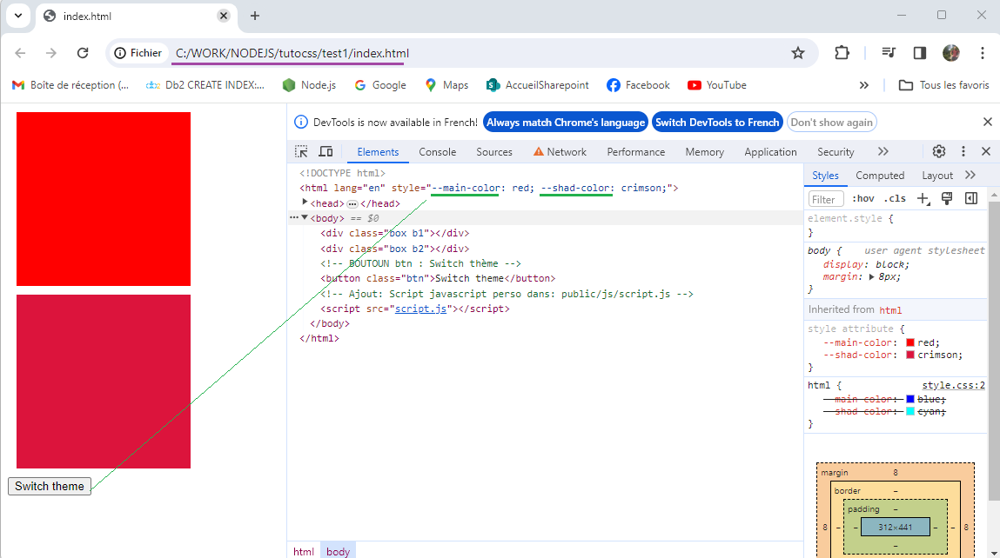 index.html
Fichier C:/WORK/NODEJS/tutocss/test1/index.html
Boîte de réception (... Db2 CREATE INDEX:... Node.js Google Maps AccueilSharepoint Facebook YouTube » Tous les favoris
DevTools is now available in French! Always match Chrome's language Switch DevTools to French Don't show again
Elements Console Sources Network Performance Memory Application Security »
<!DOCTYPE html>
<html lang="en" style="--main-color: red; --shad-color: crimson;">
<head>…</head>
<body> == $0
<div class="box b1"></div>
<div class="box b2"></div>
<!-- BOUTOUN btn : Switch thème -->
<button class="btn">Switch theme</button>
<!-- Ajout: Script javascript perso dans: public/js/script.js -->
<script src="script.js"></script>
</body>
</html>
Switch theme
html body
Styles Computed Layout »
Filter :hov .cls
element.style {
}
body { user agent stylesheet
display: block;
margin: 8px;
}
Inherited from html
style attribute {
--main-color: red;
--shad-color: crimson;
}
html { style.css:2
--main-color: blue;
--shad-color: cyan;
}
margin 8
border –
padding –
8 – – 312×441 – – 8
–